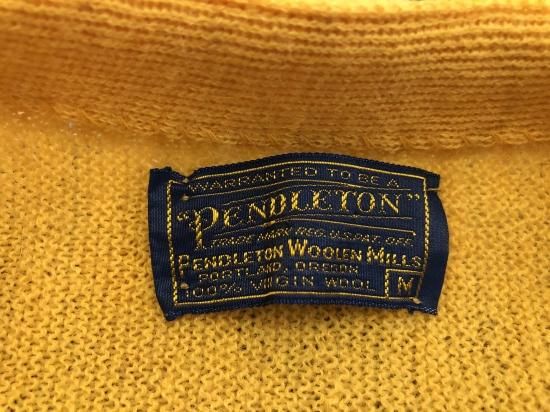 WARRANTED TO BE A
"PENDLETON"
TRADE MARK REG. U.S. PAT. OFF.
PENDLETON WOOLEN MILLS
PORTLAND, OREGON
100% VIRGIN WOOL M